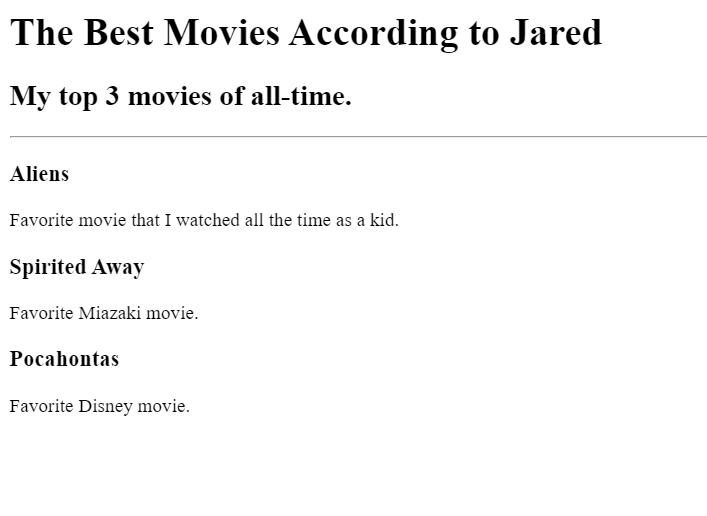 The Best Movies According to Jared
My top 3 movies of all-time.
Aliens
Favorite movie that I watched all the time as a kid.
Spirited Away
Favorite Miazaki movie.
Pocahontas
Favorite Disney movie.